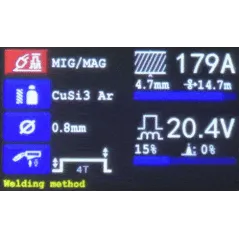 MIG/MAG 179A
4.7mm 14.7m
CuSi3 Ar
0.8mm 20.4V
15% 0%
4T
Welding method